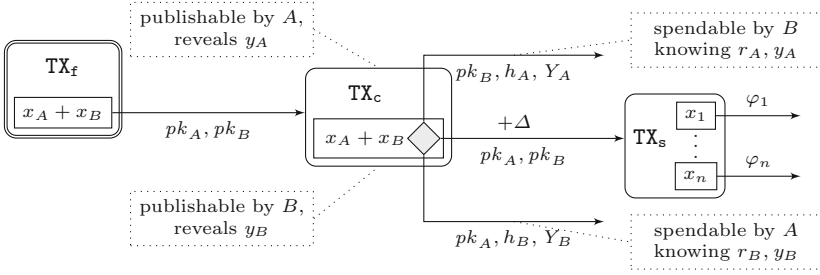 publishable by A,
reveals y_A
spendable by B
knowing r_A, y_A
TX_f
x_A + x_B
pk_A, pk_B
TX_c
x_A + x_B
pk_B, h_A, Y_A
+Δ
pk_A, pk_B
TX_s
x_1
⋮
x_n
φ_1
φ_n
publishable by B,
reveals y_B
pk_A, h_B, Y_B
spendable by A
knowing r_B, y_B